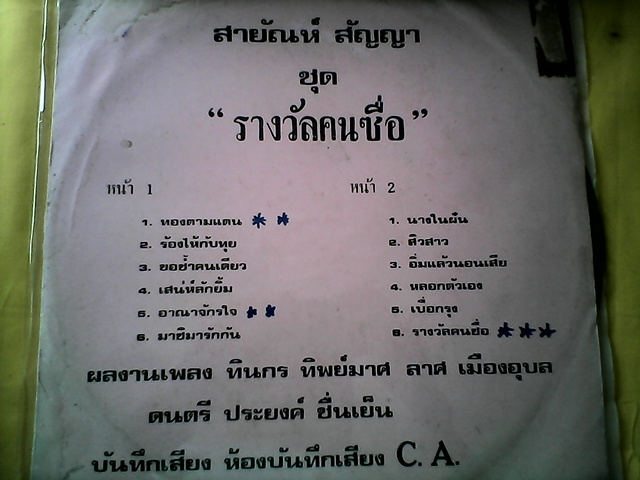 สายัณห์ สัญญา
ชุด
“รางวัลคนซื่อ”
หน้า 1
1. ทองตามแดน ** 
2. ร้องไห้กับทุย
3. ขอช้ำคนเดียว
4. เสน่ห์ลักยิ้ม
5. อาณาจักรใจ **
6. มาซิมารักกัน
หน้า 2
1. นางในฝัน
2. สิวสาว
3. อิ่มแล้วนอนเสีย
4. หลอกตัวเอง
5. เบื่อกรุง
6. รางวัลคนซื่อ ***
ผลงานเพลง ทินกร ทิพย์มาศ ลาศ เมืองอุบล
ดนตรี ประยงค์ ชื่นเย็น
บันทึกเสียง ห้องบันทึกเสียง C. A.